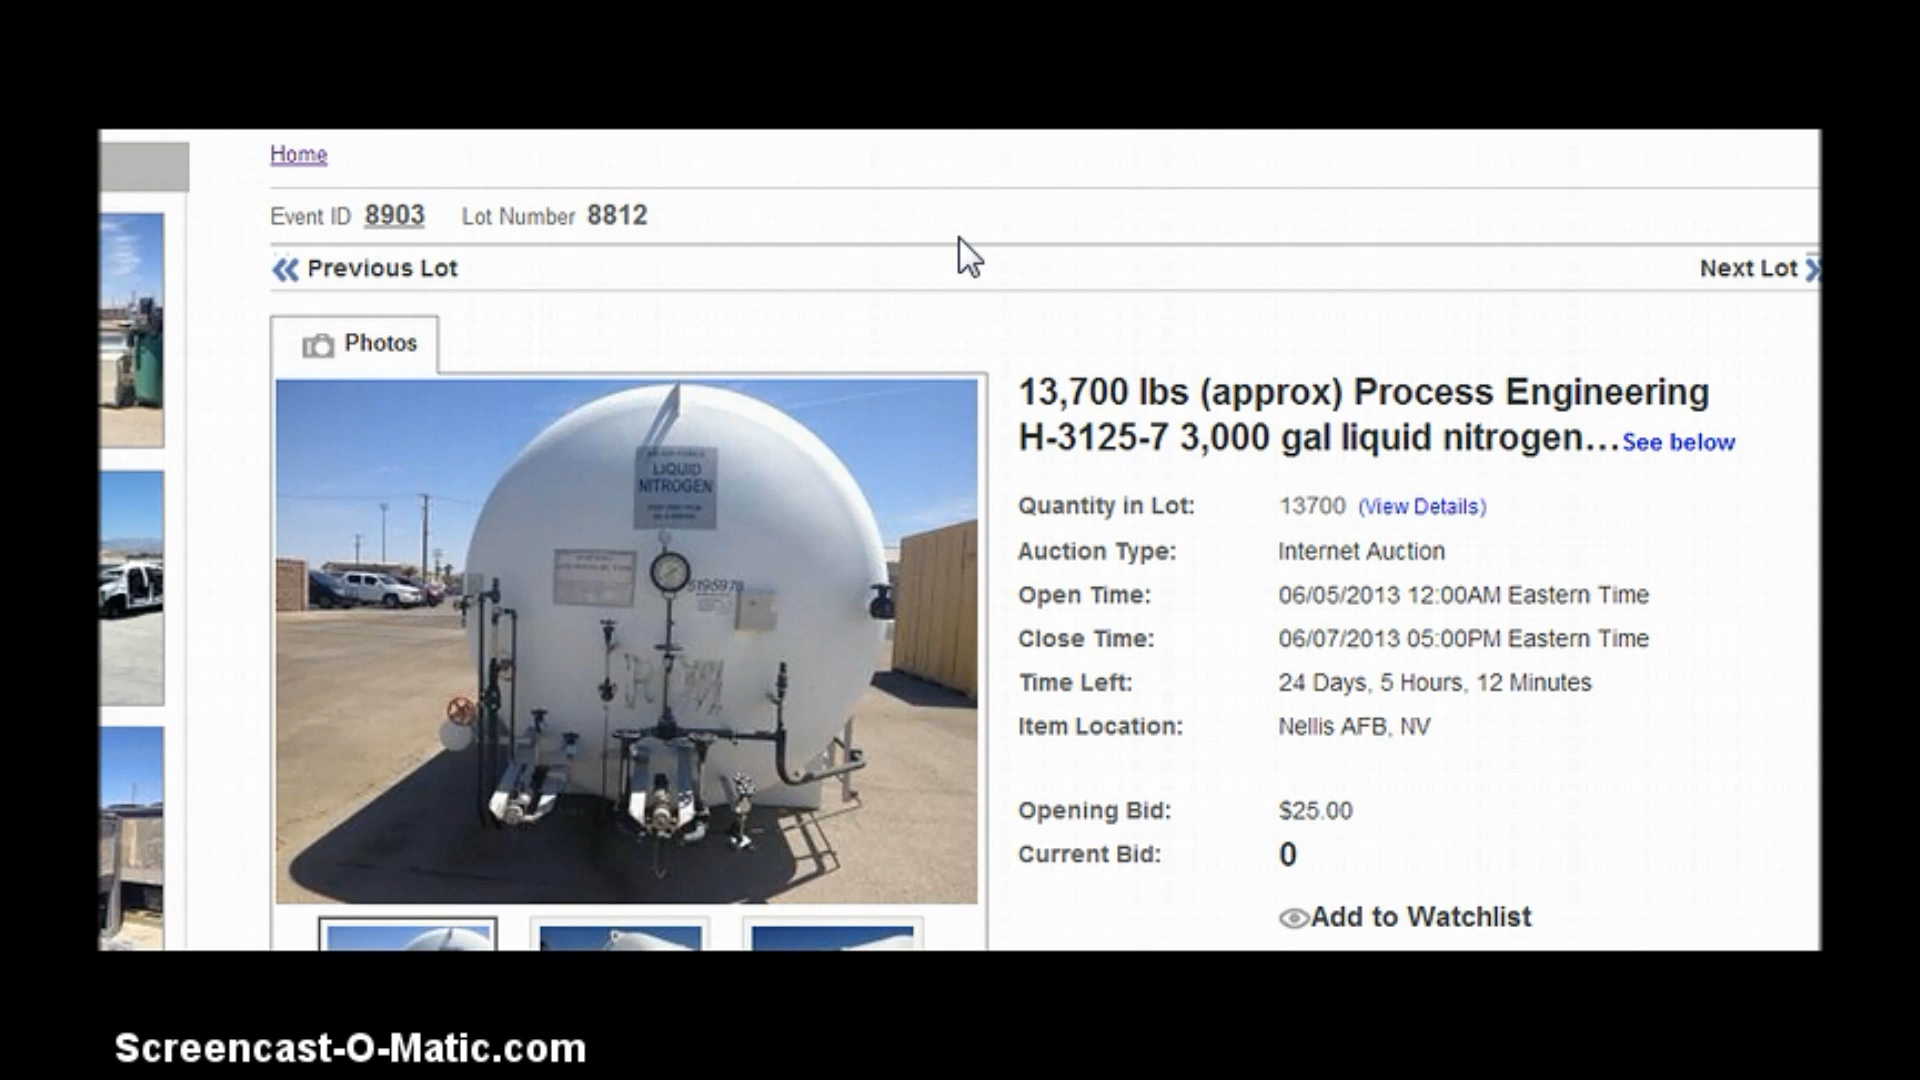 Home
Event ID 8903 Lot Number 8812
Previous Lot
Next Lot
Photos
LIQUID
NITROGEN
13,700 lbs (approx) Process Engineering
H-3125-7 3,000 gal liquid nitrogen...See below
Quantity in Lot: 13700 (View Details)
Auction Type: Internet Auction
Open Time: 06/05/2013 12:00AM Eastern Time
Close Time: 06/07/2013 05:00PM Eastern Time
Time Left: 24 Days, 5 Hours, 12 Minutes
Item Location: Nellis AFB, NV
Opening Bid: $25.00
Current Bid: 0
Add to Watchlist
Screencast-O-Matic.com